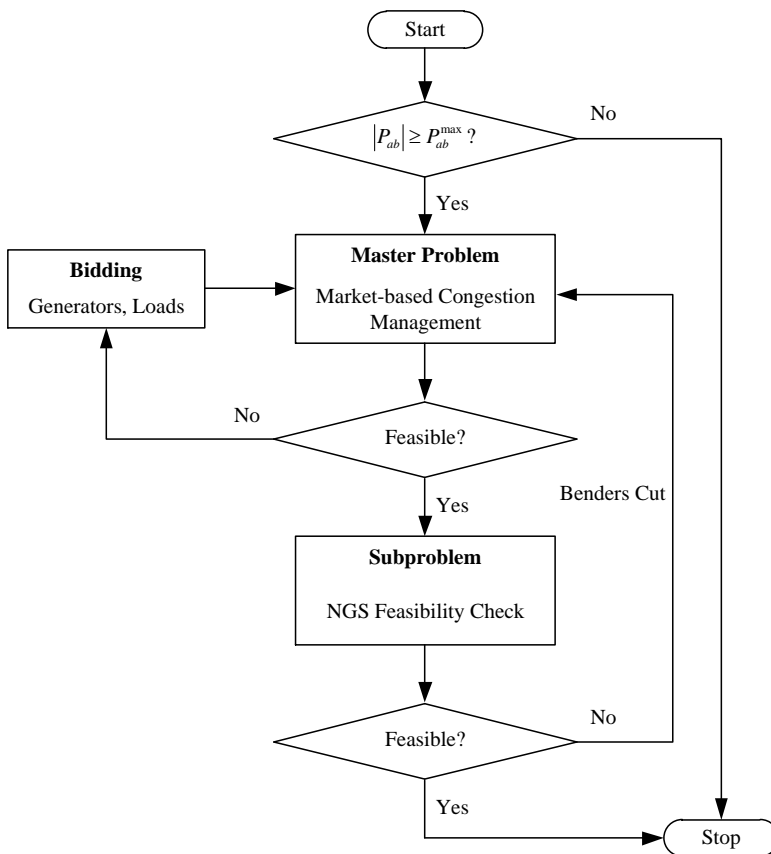 Start
No
|P_ab| ≥ P_ab^max ?
Yes
Master Problem
Market-based Congestion
Management
Bidding
Generators, Loads
No
Feasible?
Benders Cut
Yes
Subproblem
NGS Feasibility Check
No
Feasible?
Yes
Stop